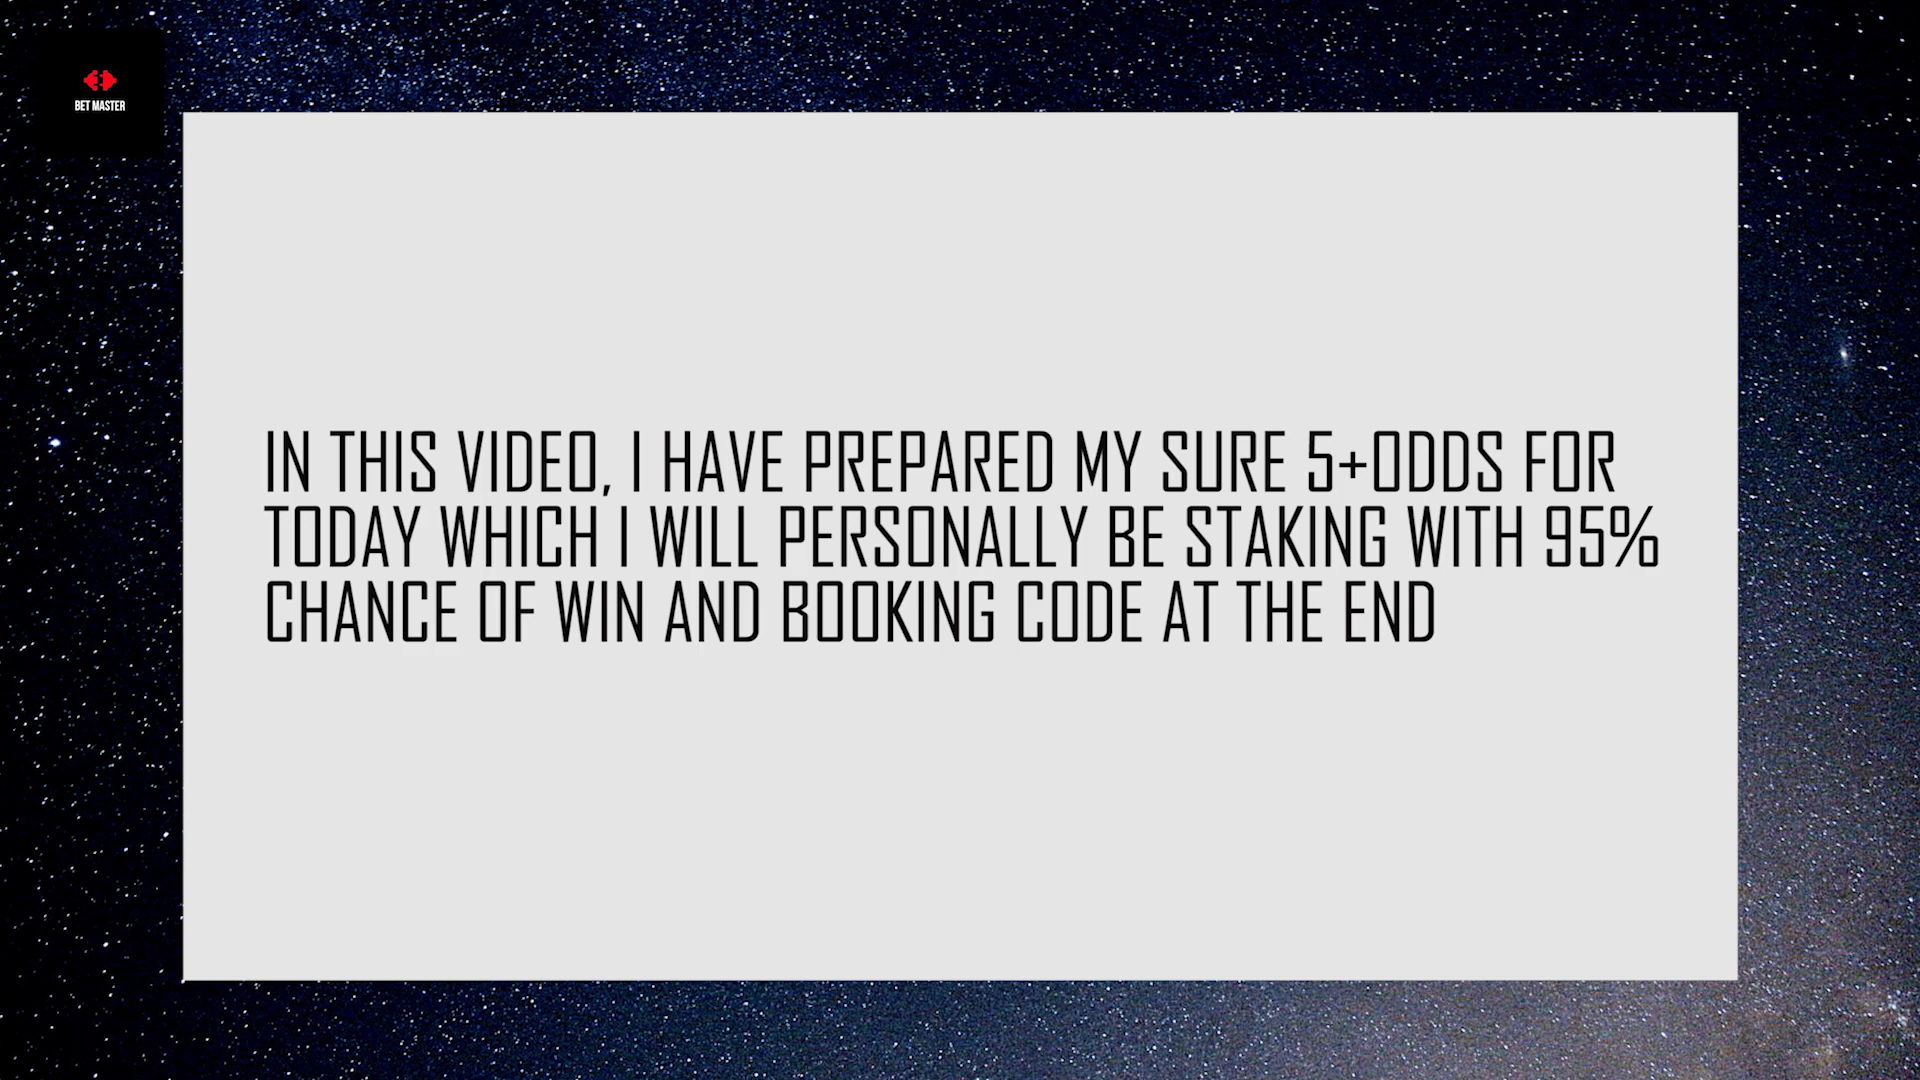 BET MASTER
IN THIS VIDEO, I HAVE PREPARED MY SURE 5+ODDS FOR
TODAY WHICH I WILL PERSONALLY BE STAKING WITH 95%
CHANCE OF WIN AND BOOKING CODE AT THE END